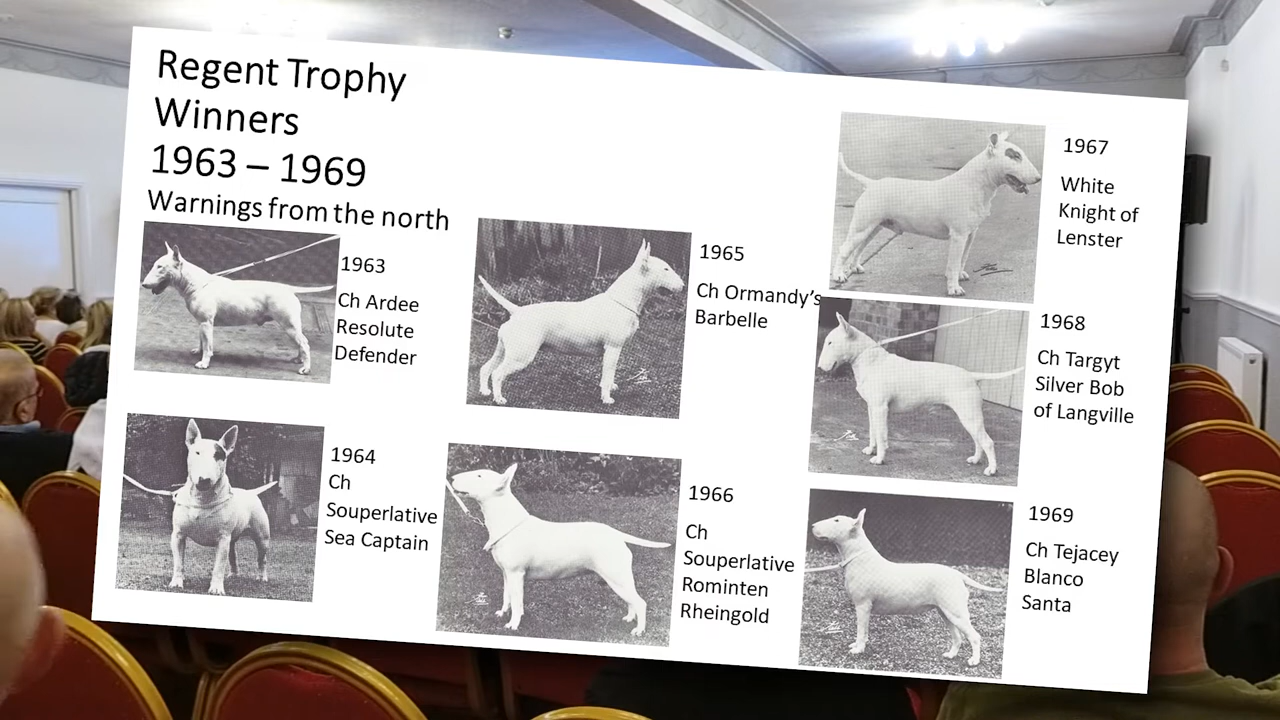 Regent Trophy
Winners
1963 – 1969
Warnings from the north
1963
Ch Ardee
Resolute
Defender
1964
Ch
Souperlative
Sea Captain
1965
Ch Ormandy's
Barbelle
1966
Ch
Souperlative
Rominten
Rheingold
1967
White
Knight of
Lenster
1968
Ch Targyt
Silver Bob
of Langville
1969
Ch Tejacey
Blanco
Santa